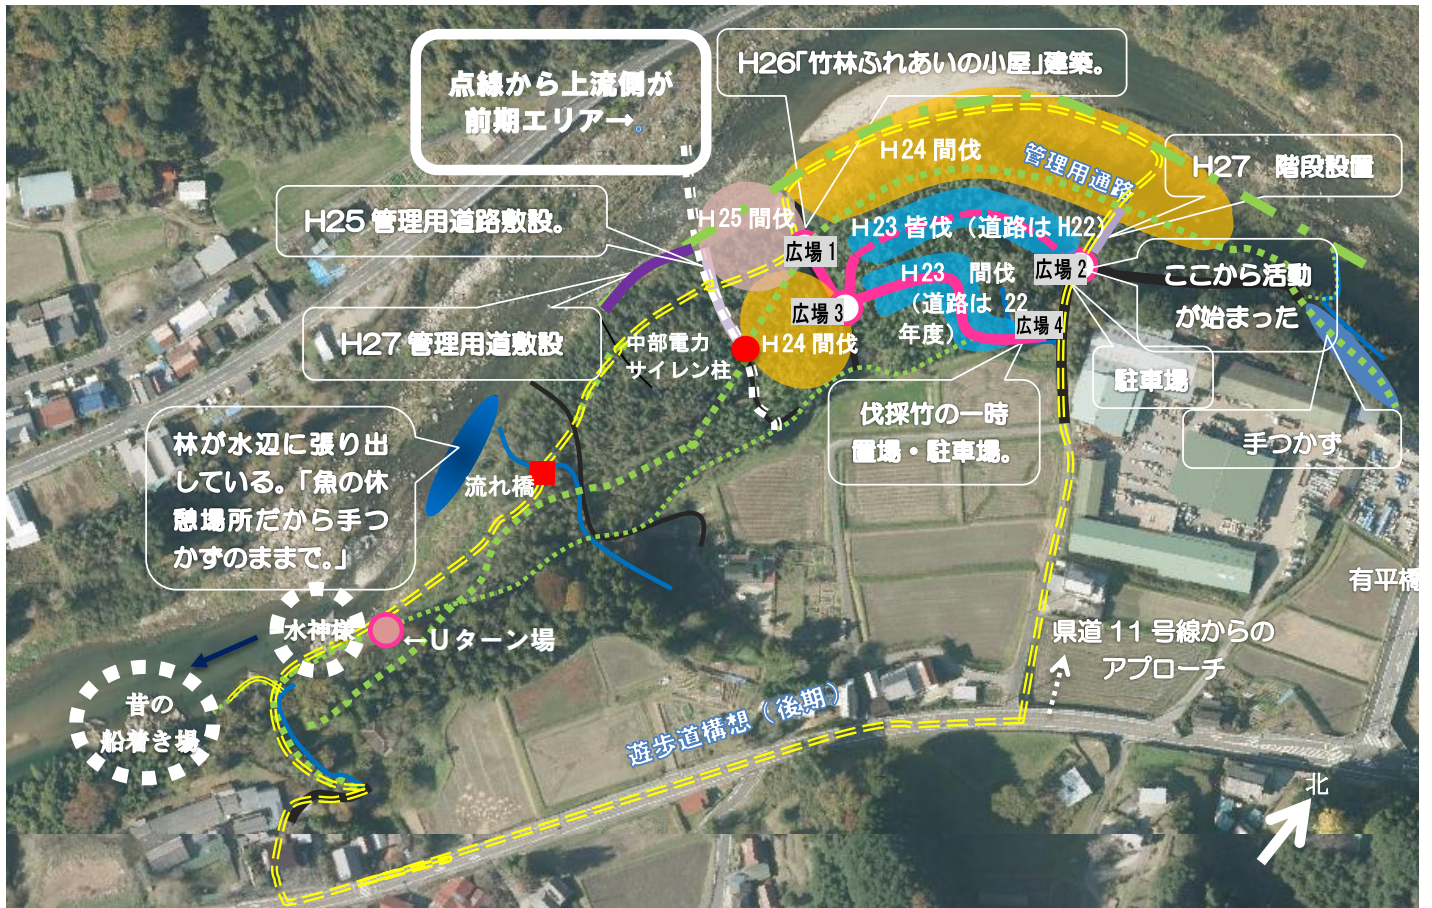 点線から上流側が
前期エリア→。
H26「竹林ふれあいの小屋」建築。
H24 間伐
管理用通路
H27 階段設置
H25 管理用道路敷設。
H25 間伐
H23 皆伐（道路は H22）
広場 1
広場 2
H23 間伐
（道路は 22
年度）
ここから活動
が始まった
広場 3
広場 4
H27 管理用道敷設
中部電力
サイレン柱
H24 間伐
駐車場
伐採竹の一時
置場・駐車場。
手つかず
林が水辺に張り出
している。「魚の休
憩場所だから手つ
かずのままで。」
流れ橋
有平橋
水神様
←Uターン場
県道 11 号線からの
アプローチ
昔の
船着き場
遊歩道構想（後期）
北